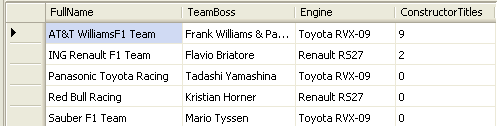 FullName TeamBoss Engine ConstructorTitles
AT&T WilliamsF1 Team Frank Williams & Pa... Toyota RVX-09 9
ING Renault F1 Team Flavio Briatore Renault RS27 2
Panasonic Toyota Racing Tadashi Yamashina Toyota RVX-09 0
Red Bull Racing Kristian Horner Renault RS27 0
Sauber F1 Team Mario Tyssen Toyota RVX-09 0